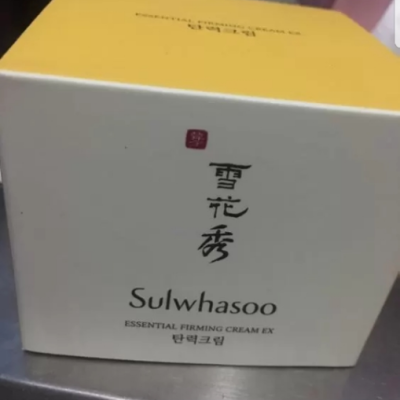 ESSENTIAL FIRMING CREAM EX
탄력크림
雪
花
秀
Sulwhasoo
ESSENTIAL FIRMING CREAM EX
탄력크림